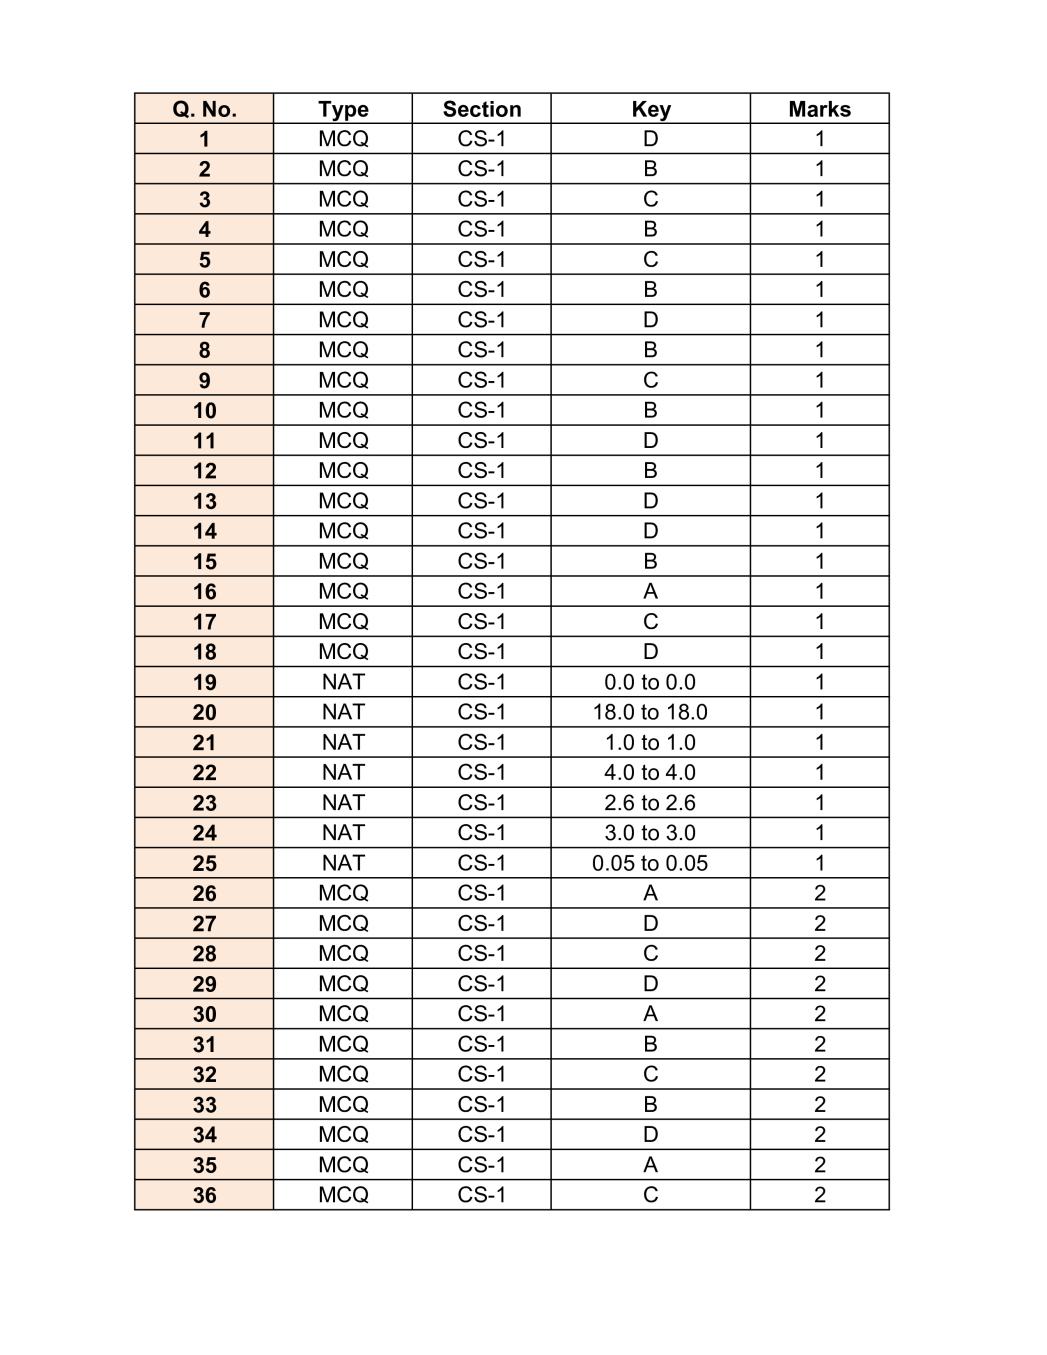 Q. No. Type Section Key Marks
1 MCQ CS-1 D 1
2 MCQ CS-1 B 1
3 MCQ CS-1 C 1
4 MCQ CS-1 B 1
5 MCQ CS-1 C 1
6 MCQ CS-1 B 1
7 MCQ CS-1 D 1
8 MCQ CS-1 B 1
9 MCQ CS-1 C 1
10 MCQ CS-1 B 1
11 MCQ CS-1 D 1
12 MCQ CS-1 B 1
13 MCQ CS-1 D 1
14 MCQ CS-1 D 1
15 MCQ CS-1 B 1
16 MCQ CS-1 A 1
17 MCQ CS-1 C 1
18 MCQ CS-1 D 1
19 NAT CS-1 0.0 to 0.0 1
20 NAT CS-1 18.0 to 18.0 1
21 NAT CS-1 1.0 to 1.0 1
22 NAT CS-1 4.0 to 4.0 1
23 NAT CS-1 2.6 to 2.6 1
24 NAT CS-1 3.0 to 3.0 1
25 NAT CS-1 0.05 to 0.05 1
26 MCQ CS-1 A 2
27 MCQ CS-1 D 2
28 MCQ CS-1 C 2
29 MCQ CS-1 D 2
30 MCQ CS-1 A 2
31 MCQ CS-1 B 2
32 MCQ CS-1 C 2
33 MCQ CS-1 B 2
34 MCQ CS-1 D 2
35 MCQ CS-1 A 2
36 MCQ CS-1 C 2